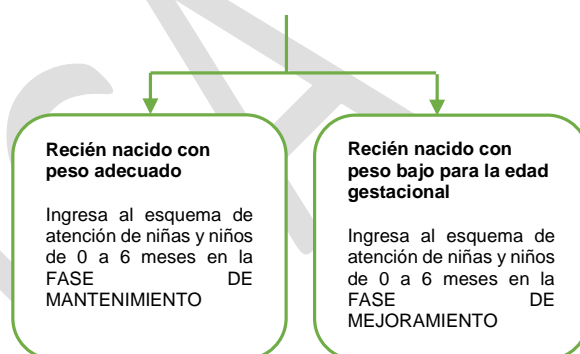 Recién nacido con
peso adecuado
Ingresa al esquema de
atención de niñas y niños
de 0 a 6 meses en la
FASE DE
MANTENIMIENTO
Recién nacido con
peso bajo para la edad
gestacional
Ingresa al esquema de
atención de niñas y niños
de 0 a 6 meses en la
FASE DE
MEJORAMIENTO